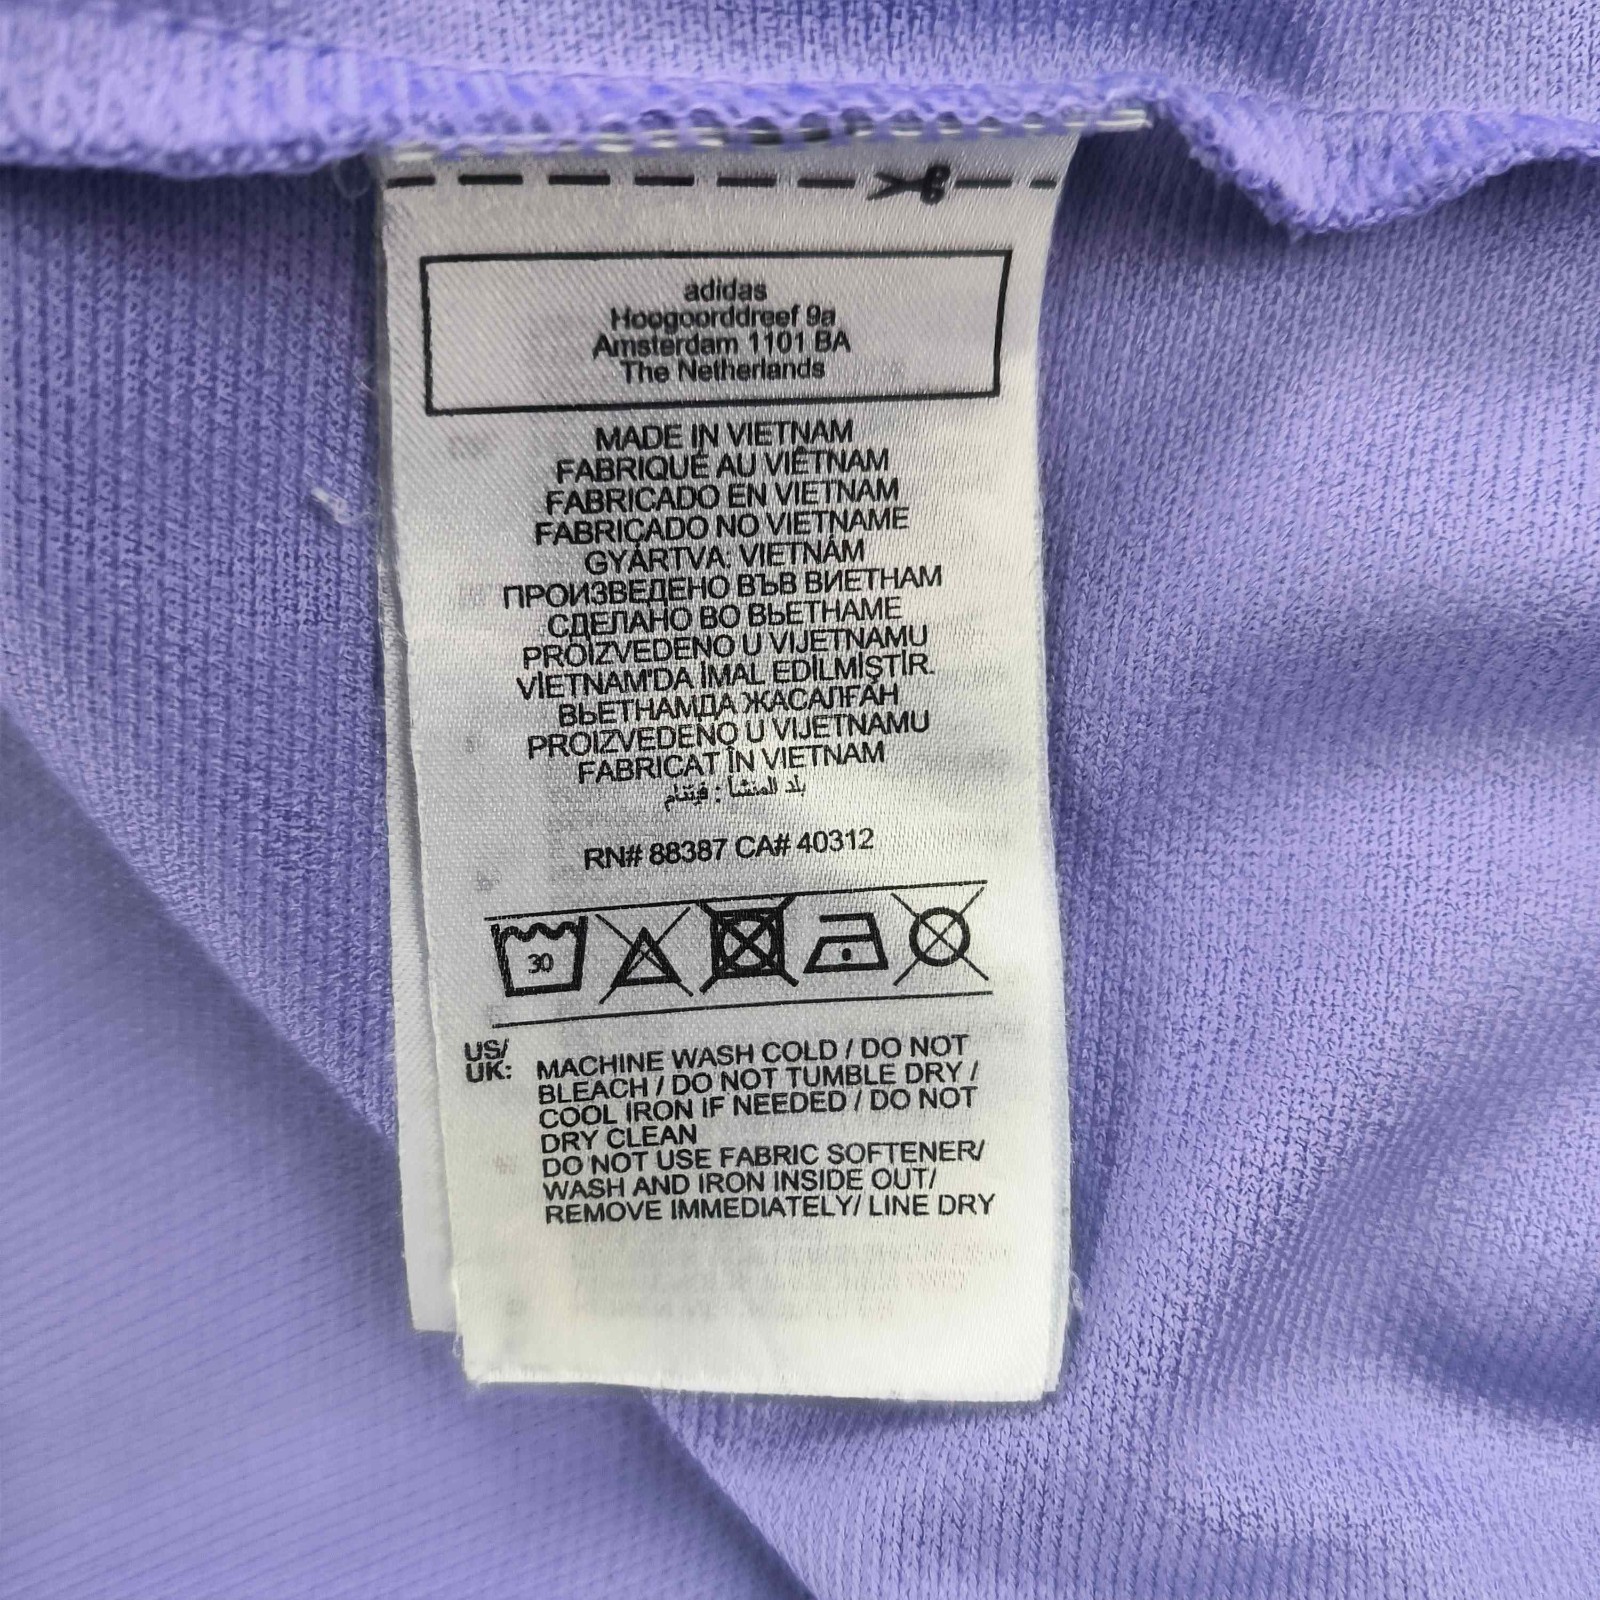 adidas
Hoogoorddreef 9a
Amsterdam 1101 BA
The Netherlands
MADE IN VIETNAM
FABRIQUÉ AU VIÊTNAM
FABRICADO EN VIETNAM
FABRICADO NO VIETNAME
GYÁRTVA: VIETNÁM
ПРОИЗВЕДЕНО ВЪВ ВИЕТНАМ
СДЕЛАНО ВО ВЬЕТНАМЕ
PROIZVEDENO U VIJETNAMU
VİETNAM'DA İMAL EDİLMİŞTİR.
ВЬЕТНАМДА ЖАСАЛҒАН
PROIZVEDENO U VIJETNAMU
FABRICAT ÎN VIETNAM
بلد المنشأ : فيتنام
RN# 88387 CA# 40312
30
US/
UK:
MACHINE WASH COLD / DO NOT
BLEACH / DO NOT TUMBLE DRY /
COOL IRON IF NEEDED / DO NOT
DRY CLEAN
DO NOT USE FABRIC SOFTENER/
WASH AND IRON INSIDE OUT/
REMOVE IMMEDIATELY/ LINE DRY